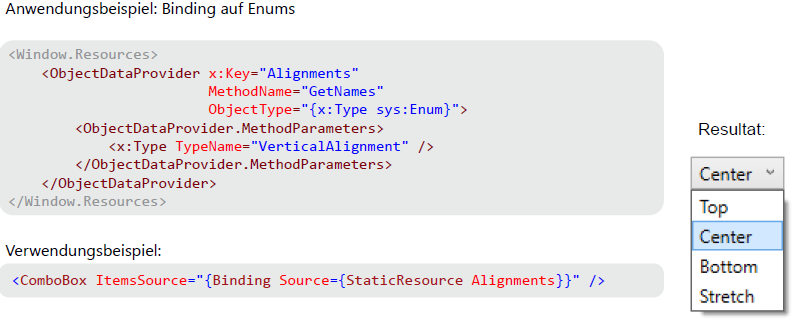 Anwendungsbeispiel: Binding auf Enums
<Window.Resources>
    <ObjectDataProvider x:Key="Alignments"
                        MethodName="GetNames"
                        ObjectType="{x:Type sys:Enum}">
        <ObjectDataProvider.MethodParameters>
            <x:Type TypeName="VerticalAlignment" />
        </ObjectDataProvider.MethodParameters>
    </ObjectDataProvider>
</Window.Resources>
Verwendungsbeispiel:
<ComboBox ItemsSource="{Binding Source={StaticResource Alignments}}" />
Resultat:
Center
Top
Center
Bottom
Stretch